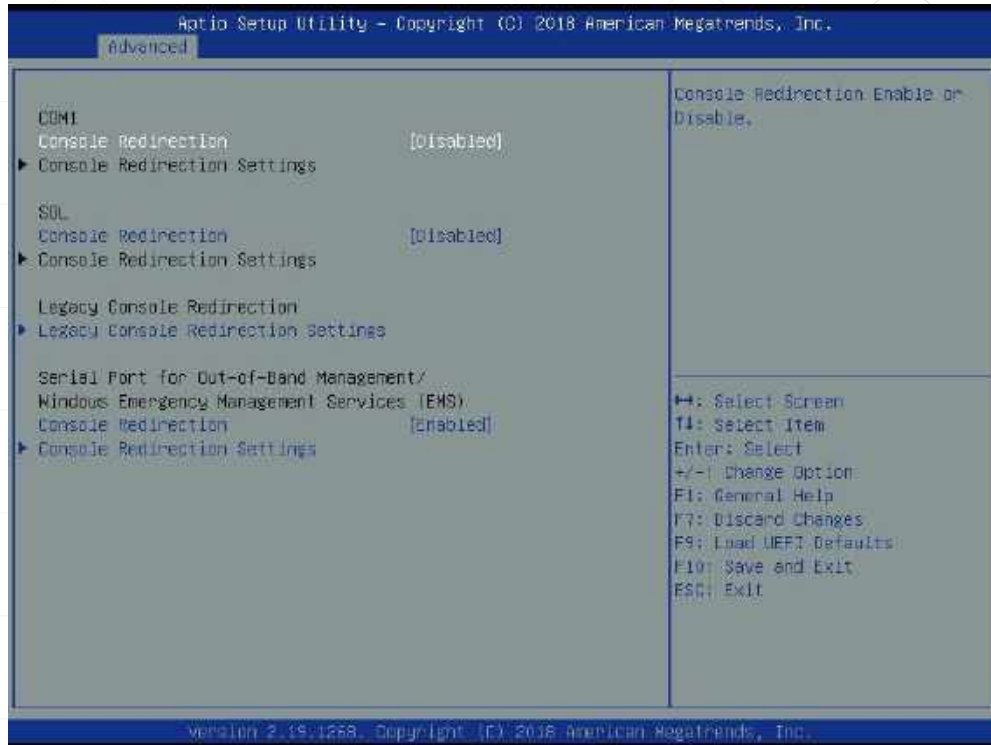 Aptio Setup Utility – Copyright (C) 2018 American Megatrends, Inc.
Advanced
COM1
Console Redirection [Disabled]
Console Redirection Settings
SOL
Console Redirection [Disabled]
Console Redirection Settings
Legacy Console Redirection
Legacy Console Redirection Settings
Serial Port for Out-of-Band Management/
Windows Emergency Management Services (EMS)
Console Redirection [Enabled]
Console Redirection Settings
Console Redirection Enable or
Disable.
↔: Select Screen
↑↓: Select Item
Enter: Select
+/-: Change Option
F1: General Help
F7: Discard Changes
F9: Load UEFI Defaults
F10: Save and Exit
ESC: Exit
Version 2.19.1268. Copyright (C) 2018 American Megatrends, Inc.